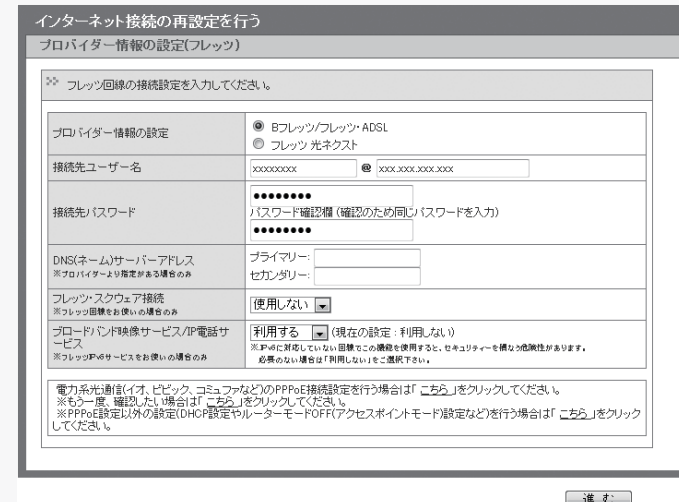 インターネット接続の再設定を行う
プロバイダー情報の設定(フレッツ)
フレッツ回線の接続設定を入力してください。
プロバイダー情報の設定
Bフレッツ/フレッツ・ADSL
フレッツ 光ネクスト
接続先ユーザー名
xxxxxxxx @ xxx.xxx.xxx.xxx
接続先パスワード
●●●●●●●●
パスワード確認欄 (確認のため同じパスワードを入力)
●●●●●●●●
DNS(ネーム)サーバーアドレス
※プロバイダーより指定がある場合のみ
プライマリー:
セカンダリー:
フレッツ・スクウェア接続
※フレッツ回線をお使いの場合のみ
使用しない
ブロードバンド映像サービス/IP電話サ
ービス
※フレッツIPv6サービスをお使いの場合のみ
利用する (現在の設定 : 利用しない)
※IPv6に対応していない回線でこの機能を使用すると、セキュリティーを損なう危険性があります。
必要のない場合は「利用しない」をご選択下さい。
電力系光通信(イオ、ピピック、コミュファなど)のPPPoE接続設定を行う場合は「 こちら 」をクリックしてください。
※もう一度、確認したい場合は「 こちら 」をクリックしてください。
※PPPoE設定以外の設定(DHCP設定やルーターモードOFF(アクセスポイントモード)設定など)を行う場合は「 こちら 」をクリック
してください。
進 む